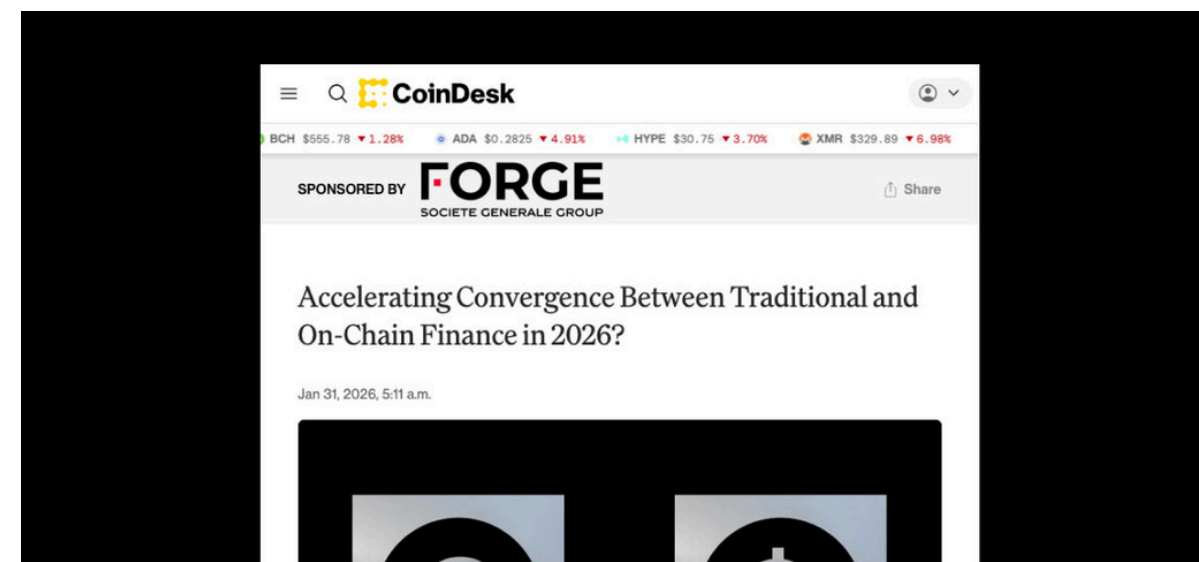 CoinDesk
BCH $555.78 ▼1.28% ADA $0.2825 ▼4.91% HYPE $30.75 ▼3.70% XMR $329.89 ▼6.98%
SPONSORED BY FORGE
SOCIETE GENERALE GROUP
Share
Accelerating Convergence Between Traditional and
On-Chain Finance in 2026?
Jan 31, 2026, 5:11 a.m.